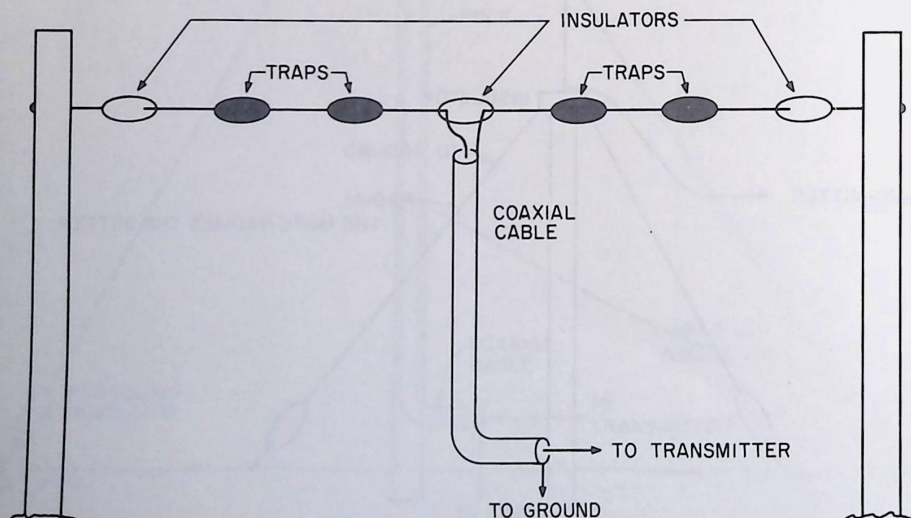 INSULATORS
TRAPS
TRAPS
COAXIAL
CABLE
TO TRANSMITTER
TO GROUND